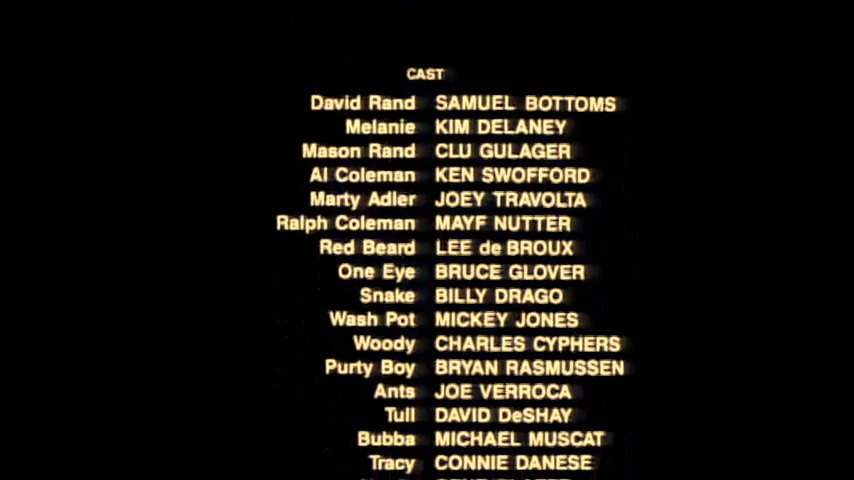 CAST
David Rand SAMUEL BOTTOMS
Melanie KIM DELANEY
Mason Rand CLU GULAGER
Al Coleman KEN SWOFFORD
Marty Adler JOEY TRAVOLTA
Ralph Coleman MAYF NUTTER
Red Beard LEE de BROUX
One Eye BRUCE GLOVER
Snake BILLY DRAGO
Wash Pot MICKEY JONES
Woody CHARLES CYPHERS
Purty Boy BRYAN RASMUSSEN
Ants JOE VERROCA
Tull DAVID DeSHAY
Bubba MICHAEL MUSCAT
Tracy CONNIE DANESE